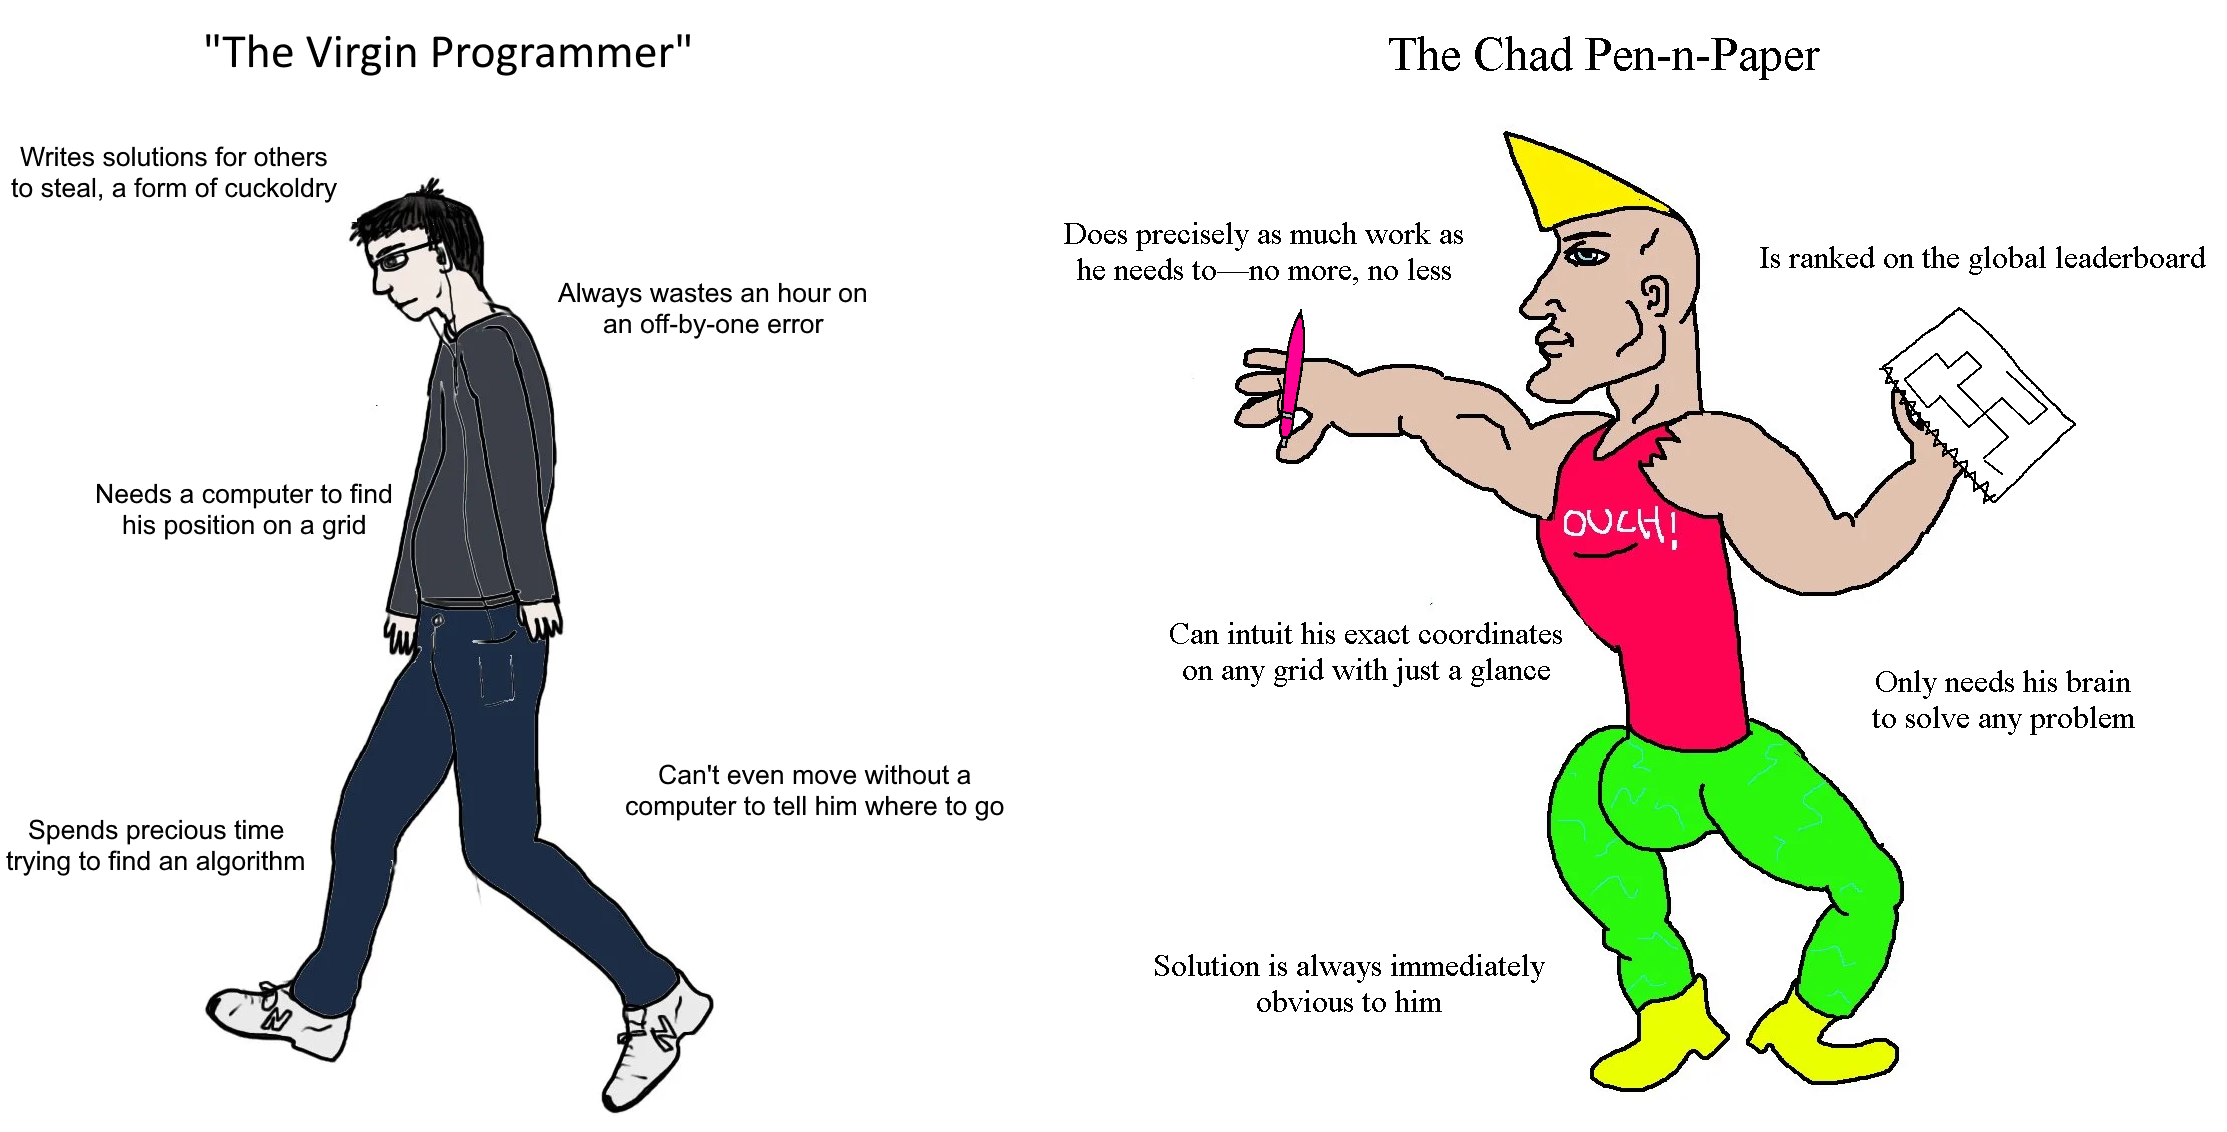 "The Virgin Programmer"
Writes solutions for others
to steal, a form of cuckoldry
Always wastes an hour on
an off-by-one error
Needs a computer to find
his position on a grid
Can't even move without a
computer to tell him where to go
Spends precious time
trying to find an algorithm
The Chad Pen-n-Paper
Does precisely as much work as
he needs to—no more, no less
Is ranked on the global leaderboard
OUCH!
Can intuit his exact coordinates
on any grid with just a glance
Only needs his brain
to solve any problem
Solution is always immediately
obvious to him